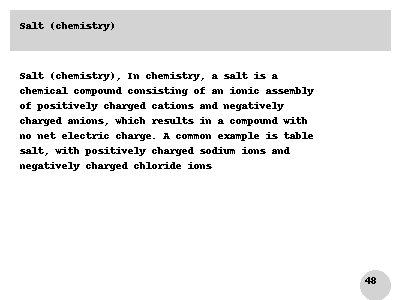 Salt (chemistry)
Salt (chemistry), In chemistry, a salt is a
chemical compound consisting of an ionic assembly
of positively charged cations and negatively
charged anions, which results in a compound with
no net electric charge. A common example is table
salt, with positively charged sodium ions and
negatively charged chloride ions
48